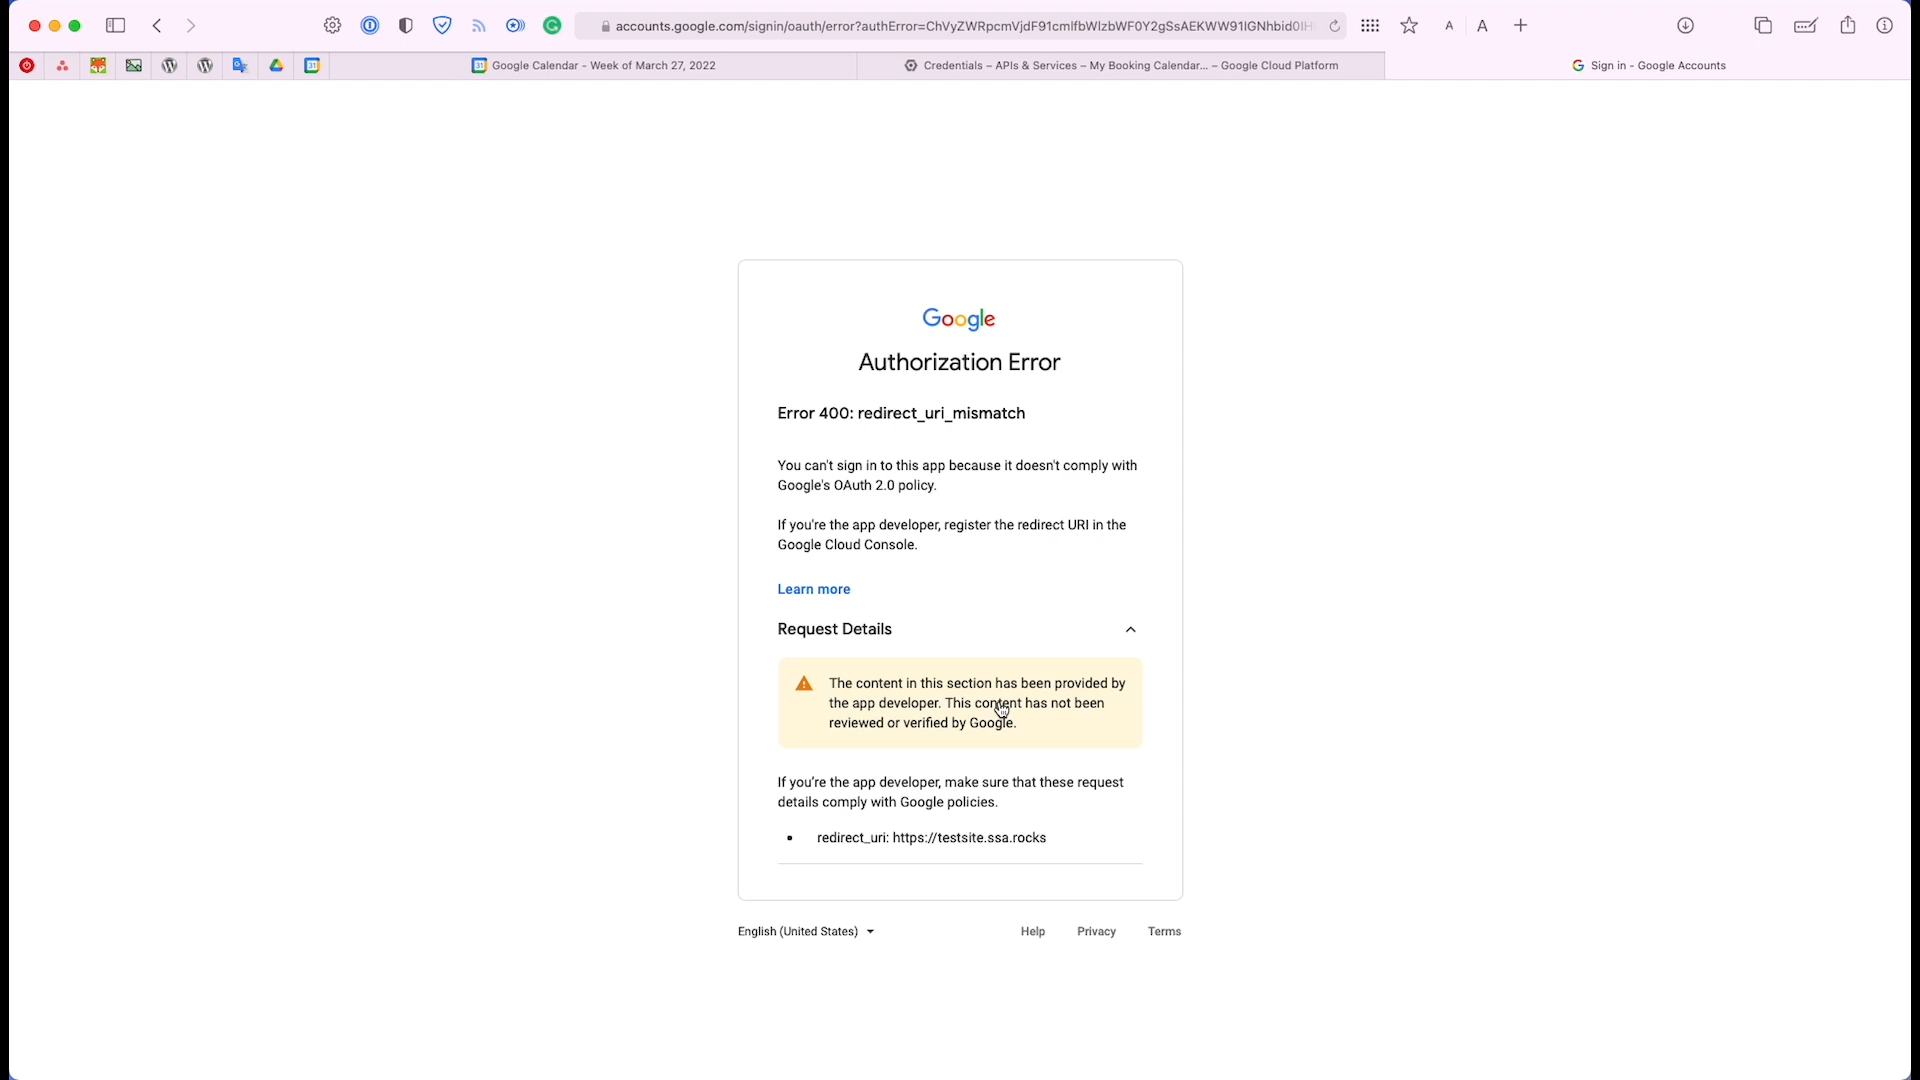 accounts.google.com/signin/oauth/error?authError=
Google Calendar - Week of March 27, 2022
Credentials – APIs & Services – My Booking Calendar... – Google Cloud Platform
Sign in - Google Accounts
Google
Authorization Error
Error 400: redirect_uri_mismatch
You can't sign in to this app because it doesn't comply with
Google's OAuth 2.0 policy.
If you're the app developer, register the redirect URI in the
Google Cloud Console.
Learn more
Request Details
The content in this section has been provided by
the app developer. This content has not been
reviewed or verified by Google.
If you're the app developer, make sure that these request
details comply with Google policies.
• redirect_uri: https://testsite.ssa.rocks
English (United States)
Help Privacy Terms